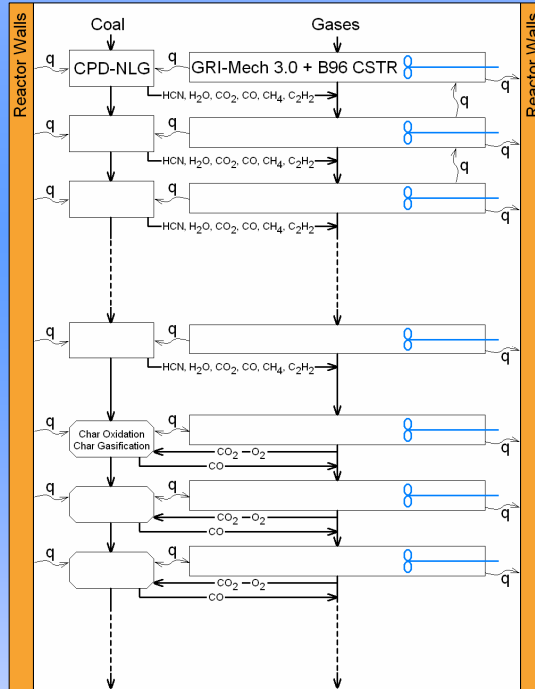 Coal
Gases
Reactor Walls
Reactor Walls
q
CPD-NLG
q
GRI-Mech 3.0 + B96 CSTR
q
HCN, H₂O, CO₂, CO, CH₄, C₂H₂
q
q
q
q
HCN, H₂O, CO₂, CO, CH₄, C₂H₂
q
q
q
q
HCN, H₂O, CO₂, CO, CH₄, C₂H₂
q
q
q
HCN, H₂O, CO₂, CO, CH₄, C₂H₂
q
Char Oxidation
Char Gasification
q
q
CO₂ O₂
CO
q
q
q
CO₂ O₂
CO
q
q
q
CO₂ O₂
CO